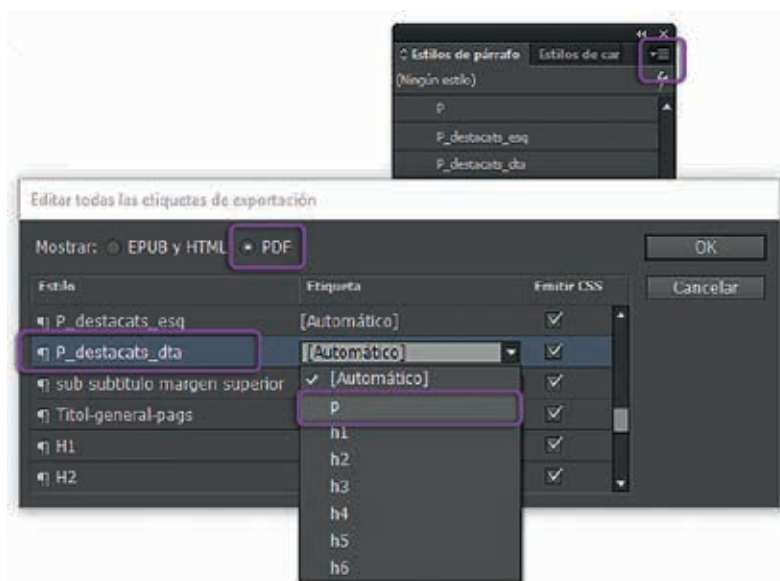 Estilos de párrafo Estilos de car
(Ningún estilo)
P
P_destacats_esq
P_destacats_dta
Editar todas las etiquetas de exportación
Mostrar: EPUB y HTML PDF
OK
Cancelar
Estilo Etiqueta Emitir CSS
P_destacats_esq [Automático]
P_destacats_dta [Automático]
sub subtitulo margen superior [Automático]
Titol-general-pags p
H1 h1
H2 h2
h3
h4
h5
h6